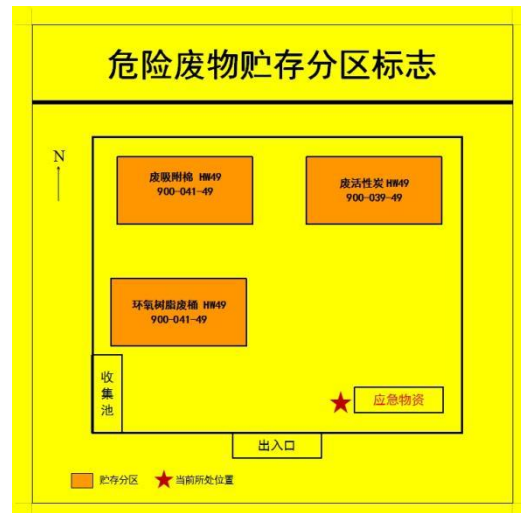 危险废物贮存分区标志
N
废吸附棉 HW49
900-041-49
废活性炭 HW49
900-039-49
环氧树脂废桶 HW49
900-041-49
收
集
池
应急物资
出入口
贮存分区
当前所处位置